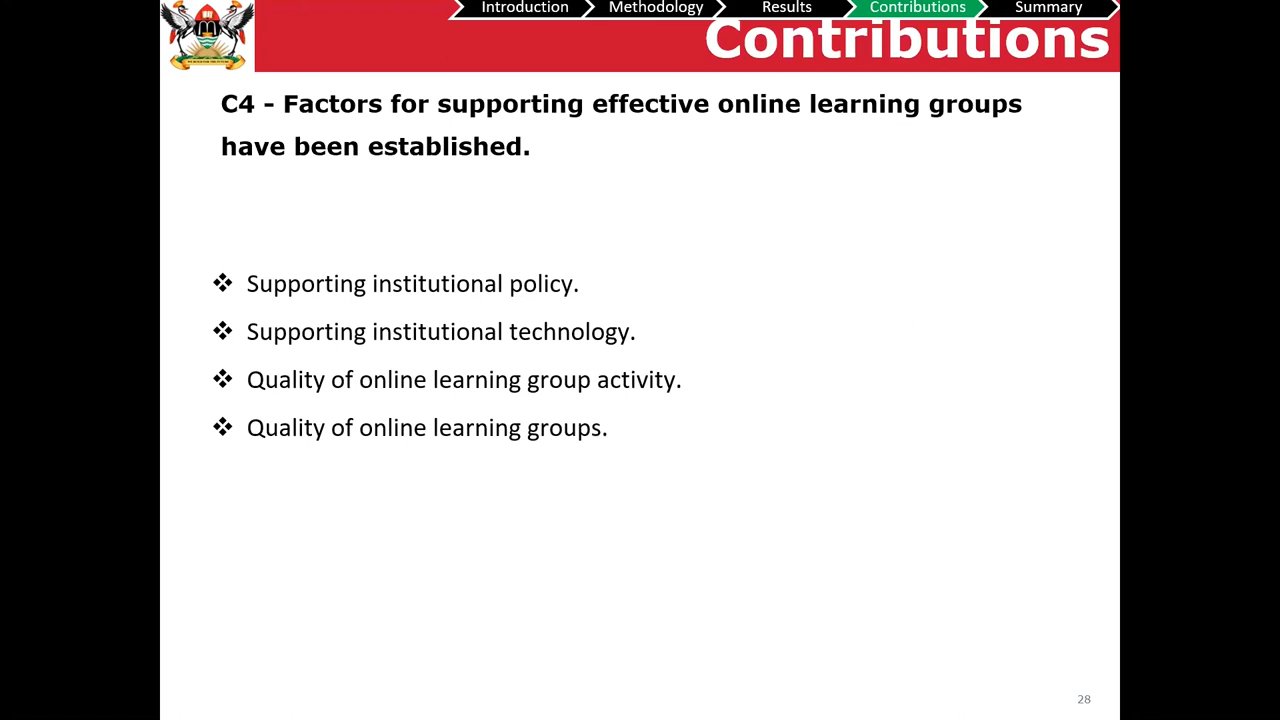 Introduction
Methodology
Results
Contributions
Summary
Contributions
C4 - Factors for supporting effective online learning groups
have been established.
❖ Supporting institutional policy.
❖ Supporting institutional technology.
❖ Quality of online learning group activity.
❖ Quality of online learning groups.
28